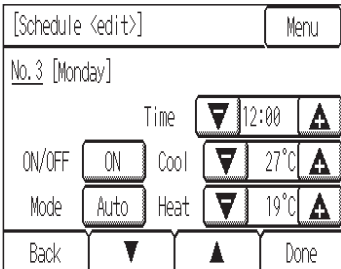 [Schedule <edit>] Menu
No. 3 [Monday]
Time 12:00
ON/OFF ON Cool 27°C
Mode Auto Heat 19°C
Back ▼ ▲ Done